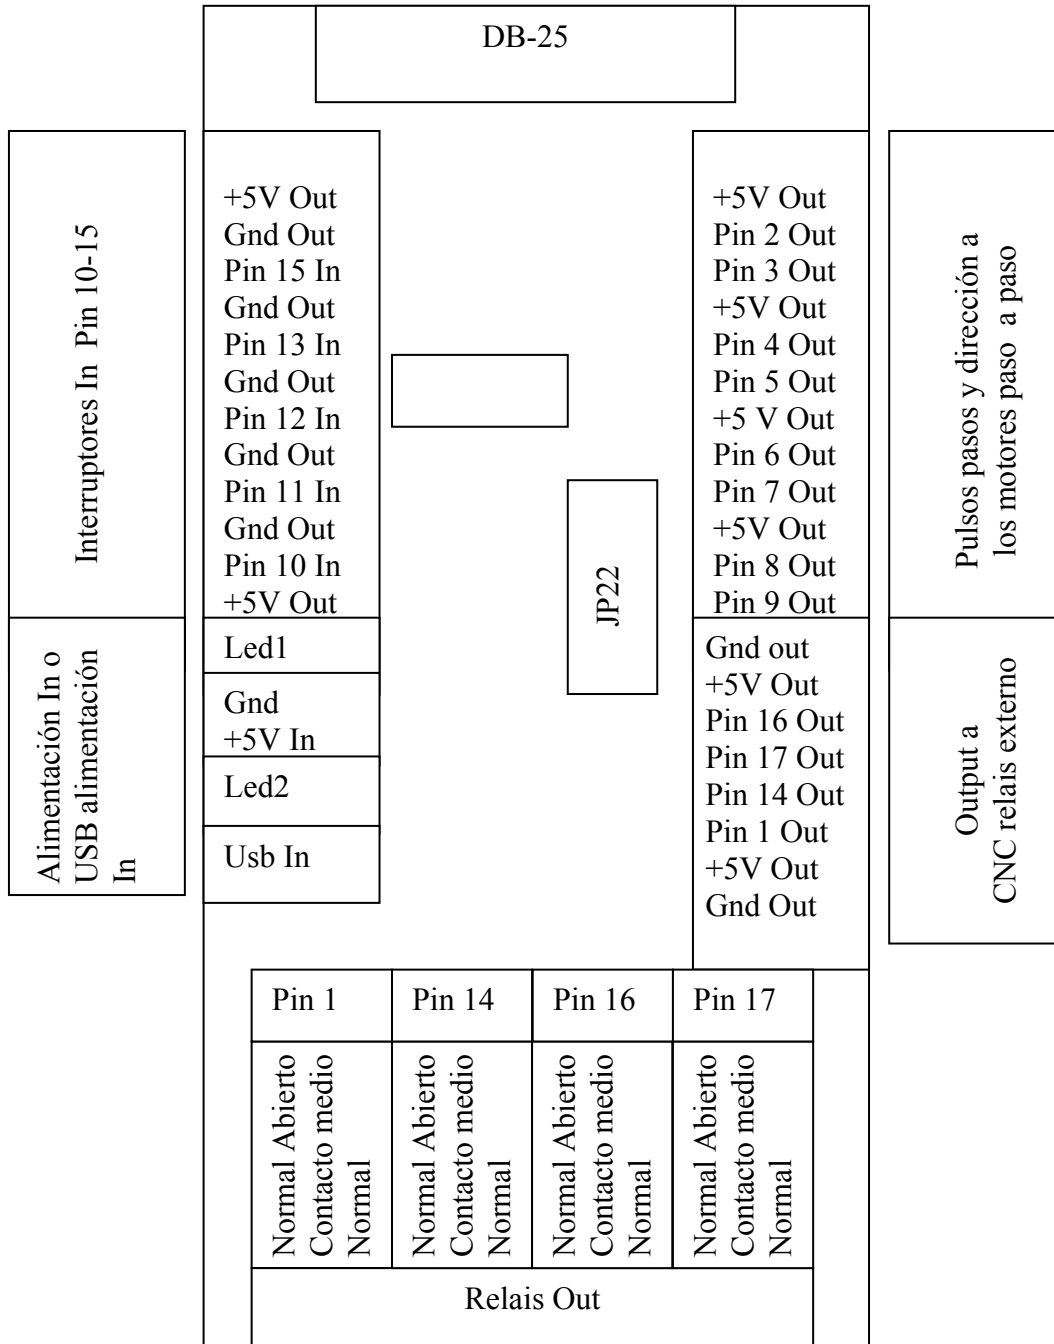 DB-25
Interruptores In  Pin 10-15
+5V Out
Gnd Out
Pin 15 In
Gnd Out
Pin 13 In
Gnd Out
Pin 12 In
Gnd Out
Pin 11 In
Gnd Out
Pin 10 In
+5V Out
+5V Out
Pin 2 Out
Pin 3 Out
+5V Out
Pin 4 Out
Pin 5 Out
+5 V Out
Pin 6 Out
Pin 7 Out
+5V Out
Pin 8 Out
Pin 9 Out
Pulsos pasos y dirección a
los motores paso  a paso
JP22
Alimentación In o
USB alimentación
In
Led1
Gnd
+5V In
Led2
Usb In
Gnd out
+5V Out
Pin 16 Out
Pin 17 Out
Pin 14 Out
Pin 1 Out
+5V Out
Gnd Out
Output a
CNC relais externo
Pin 1
Normal Abierto
Contacto medio
Normal
Pin 14
Normal Abierto
Contacto medio
Normal
Pin 16
Normal Abierto
Contacto medio
Normal
Pin 17
Normal Abierto
Contacto medio
Normal
Relais Out